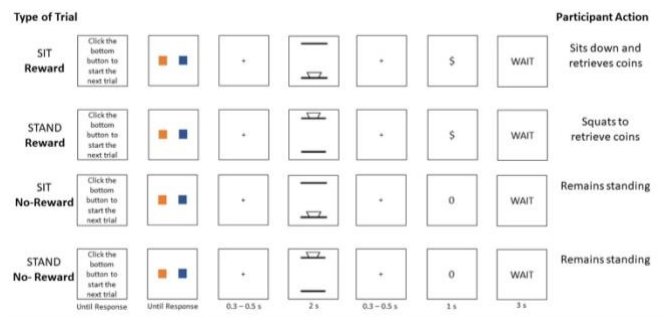 Type of Trial
Participant Action
SIT
Reward
Click the
bottom
button to
start the
next trial
$
WAIT
Sits down and
retrieves coins
STAND
Reward
Click the
bottom
button to
start the
next trial
$
WAIT
Squats to
retrieve coins
SIT
No-Reward
Click the
bottom
button to
start the
next trial
0
WAIT
Remains standing
STAND
No- Reward
Click the
bottom
button to
start the
next trial
0
WAIT
Remains standing
Until Response
Until Response
0.3 – 0.5 s
2 s
0.3 – 0.5 s
1 s
3 s